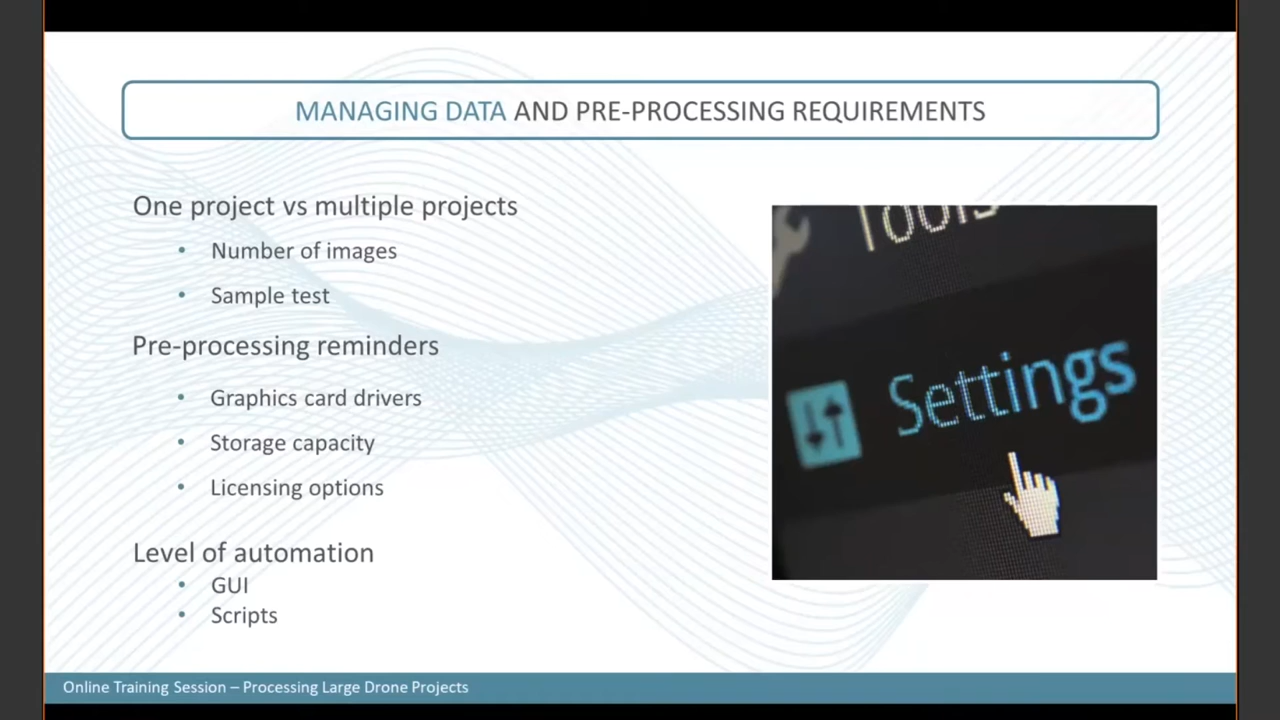 MANAGING DATA AND PRE-PROCESSING REQUIREMENTS
One project vs multiple projects
• Number of images
• Sample test
Pre-processing reminders
• Graphics card drivers
• Storage capacity
• Licensing options
Level of automation
• GUI
• Scripts
Tools
Settings
Online Training Session – Processing Large Drone Projects